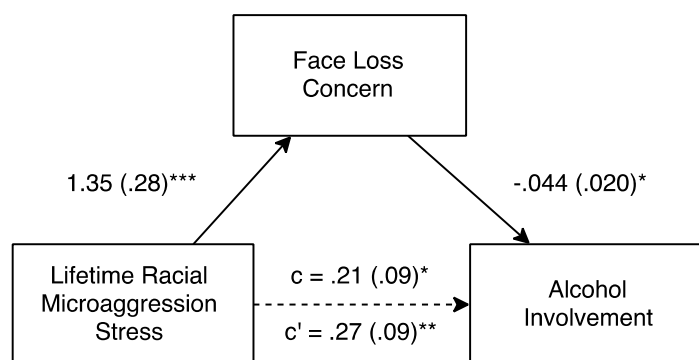 Face Loss
Concern
1.35 (.28)***
-.044 (.020)*
Lifetime Racial
Microaggression
Stress
c = .21 (.09)*
c' = .27 (.09)**
Alcohol
Involvement